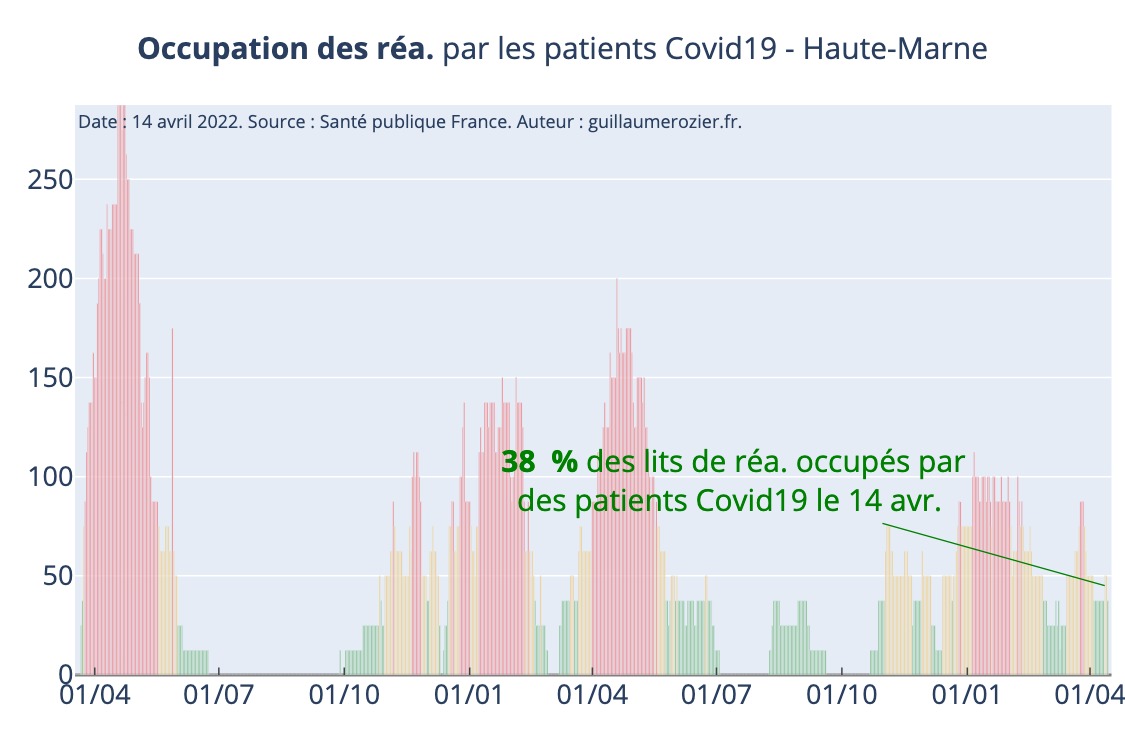 Occupation des réa. par les patients Covid19 - Haute-Marne
Date : 14 avril 2022. Source : Santé publique France. Auteur : guillaumerozier.fr.
250
200
150
100
50
0
38 % des lits de réa. occupés par
des patients Covid19 le 14 avr.
01/04 01/07 01/10 01/01 01/04 01/07 01/10 01/01 01/04